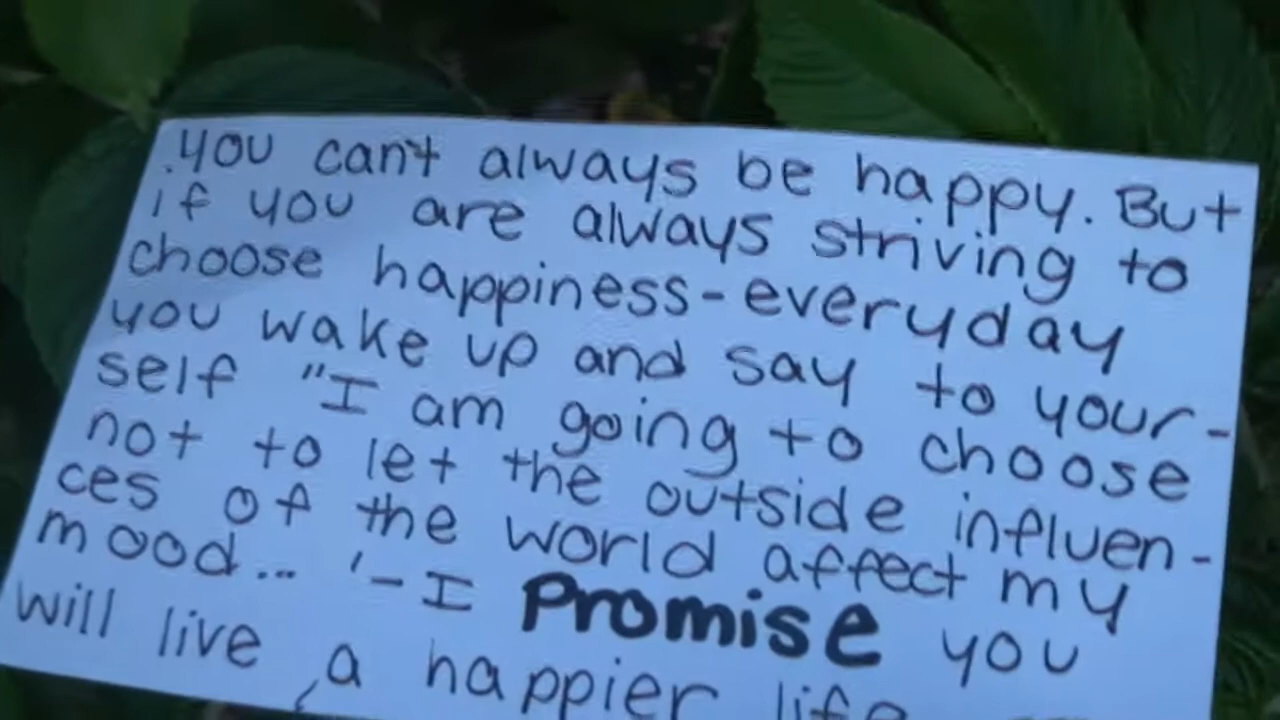 you can't always be happy. But
if you are always striving to
choose happiness - everyday
you wake up and say to your-
self "I am going to choose
not to let the outside influen-
ces of the world affect my
mood... '- I Promise you
will live a happier life